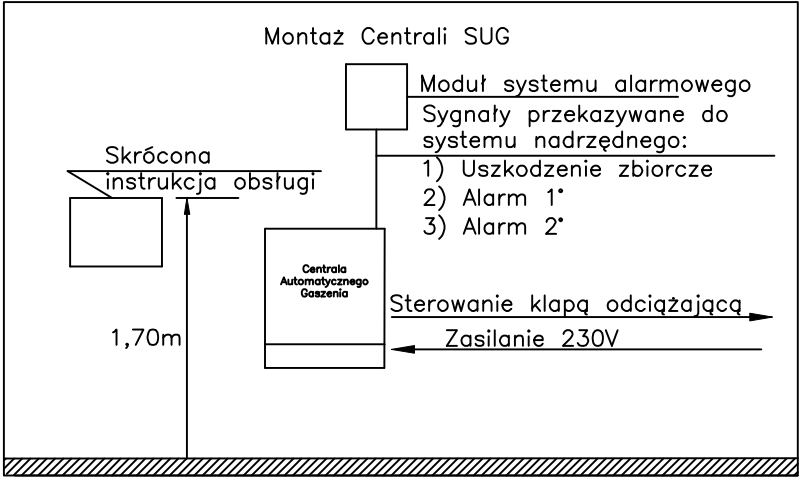 Montaż Centrali SUG
Moduł systemu alarmowego
Sygnały przekazywane do
systemu nadrzędnego:
1) Uszkodzenie zbiorcze
2) Alarm 1°
3) Alarm 2°
Skrócona
instrukcja obsługi
Centrala
Automatycznego
Gaszenia
Sterowanie klapą odciążającą
Zasilanie 230V
1,70m